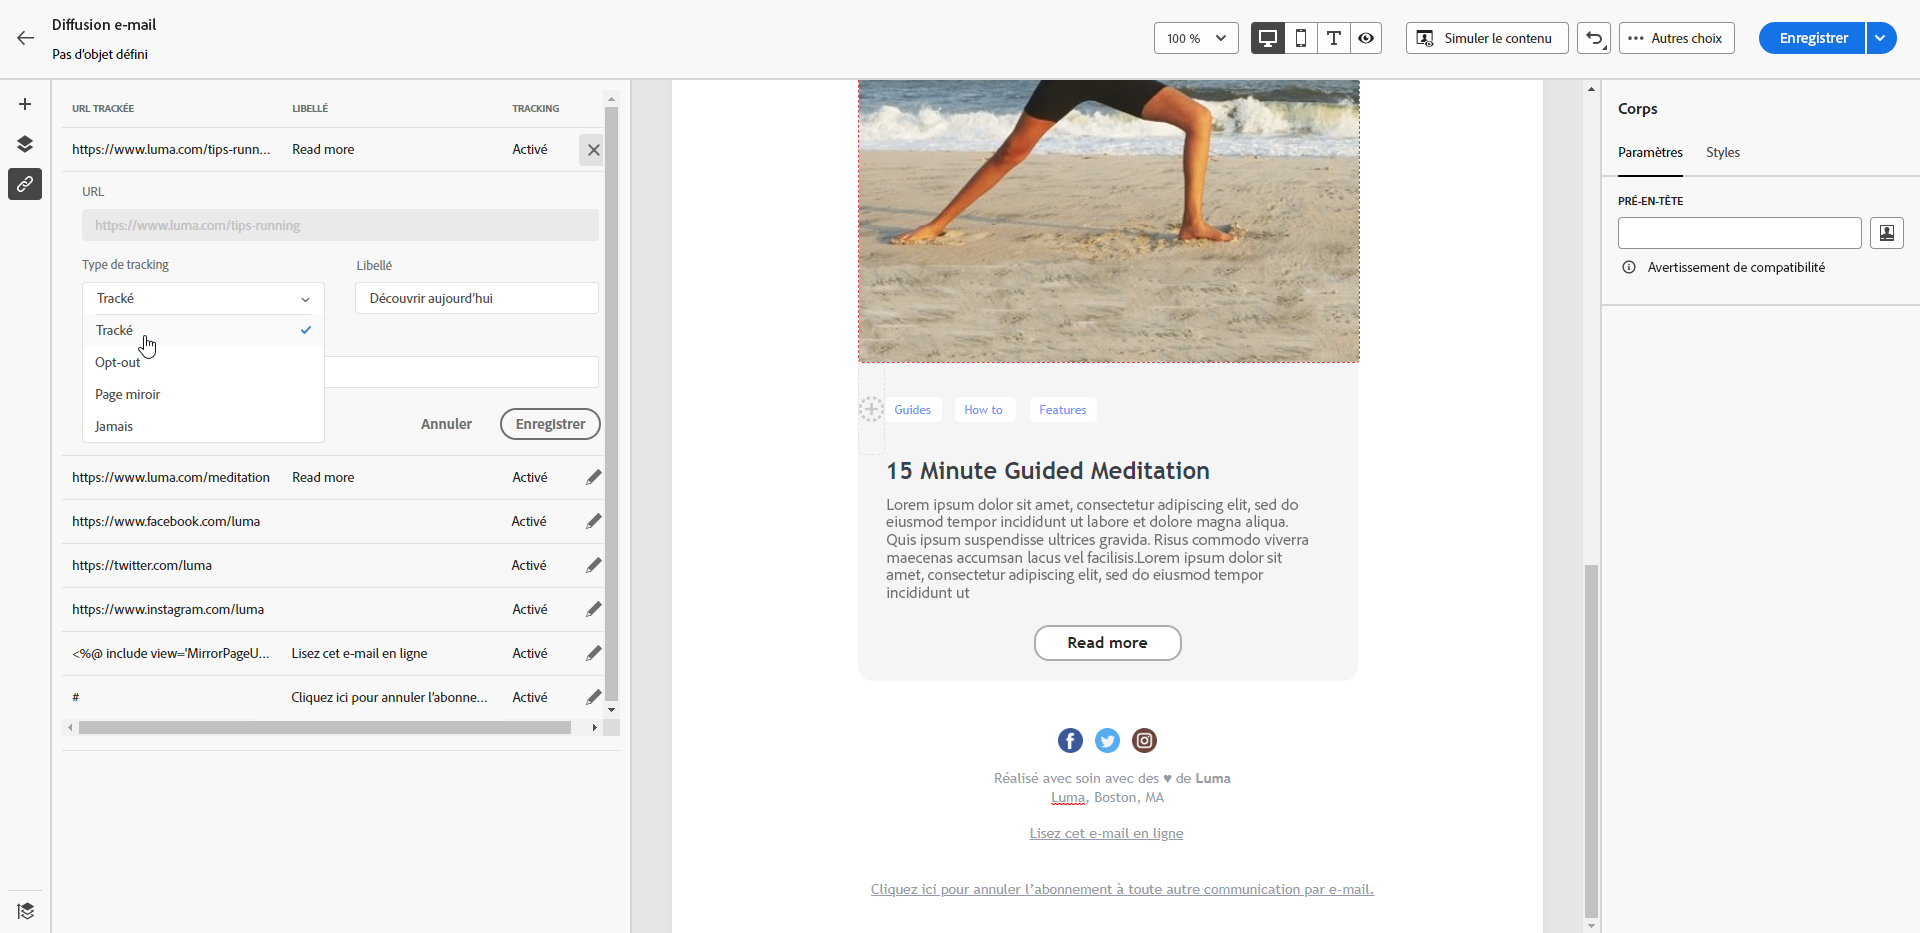 Diffusion e-mail
Pas d'objet défini
100 %
Simuler le contenu
Autres choix
Enregistrer
URL TRACKÉE LIBELLÉ TRACKING
https://www.luma.com/tips-runn... Read more Activé
URL
https://www.luma.com/tips-running
Type de tracking Libellé
Tracké Découvrir aujourd'hui
Tracké
Opt-out
Page miroir
Jamais
Annuler Enregistrer
https://www.luma.com/meditation Read more Activé
https://www.facebook.com/luma Activé
https://twitter.com/luma Activé
https://www.instagram.com/luma Activé
<%@ include view='MirrorPageU... Lisez cet e-mail en ligne Activé
# Cliquez ici pour annuler l'abonne... Activé
Guides How to Features
15 Minute Guided Meditation
Lorem ipsum dolor sit amet, consectetur adipiscing elit, sed do
eiusmod tempor incididunt ut labore et dolore magna aliqua.
Quis ipsum suspendisse ultrices gravida. Risus commodo viverra
maecenas accumsan lacus vel facilisis.Lorem ipsum dolor sit
amet, consectetur adipiscing elit, sed do eiusmod tempor
incididunt ut
Read more
Réalisé avec soin avec des ♥ de Luma
Luma, Boston, MA
Lisez cet e-mail en ligne
Cliquez ici pour annuler l'abonnement à toute autre communication par e-mail.
Corps
Paramètres Styles
PRÉ-EN-TÊTE
Avertissement de compatibilité